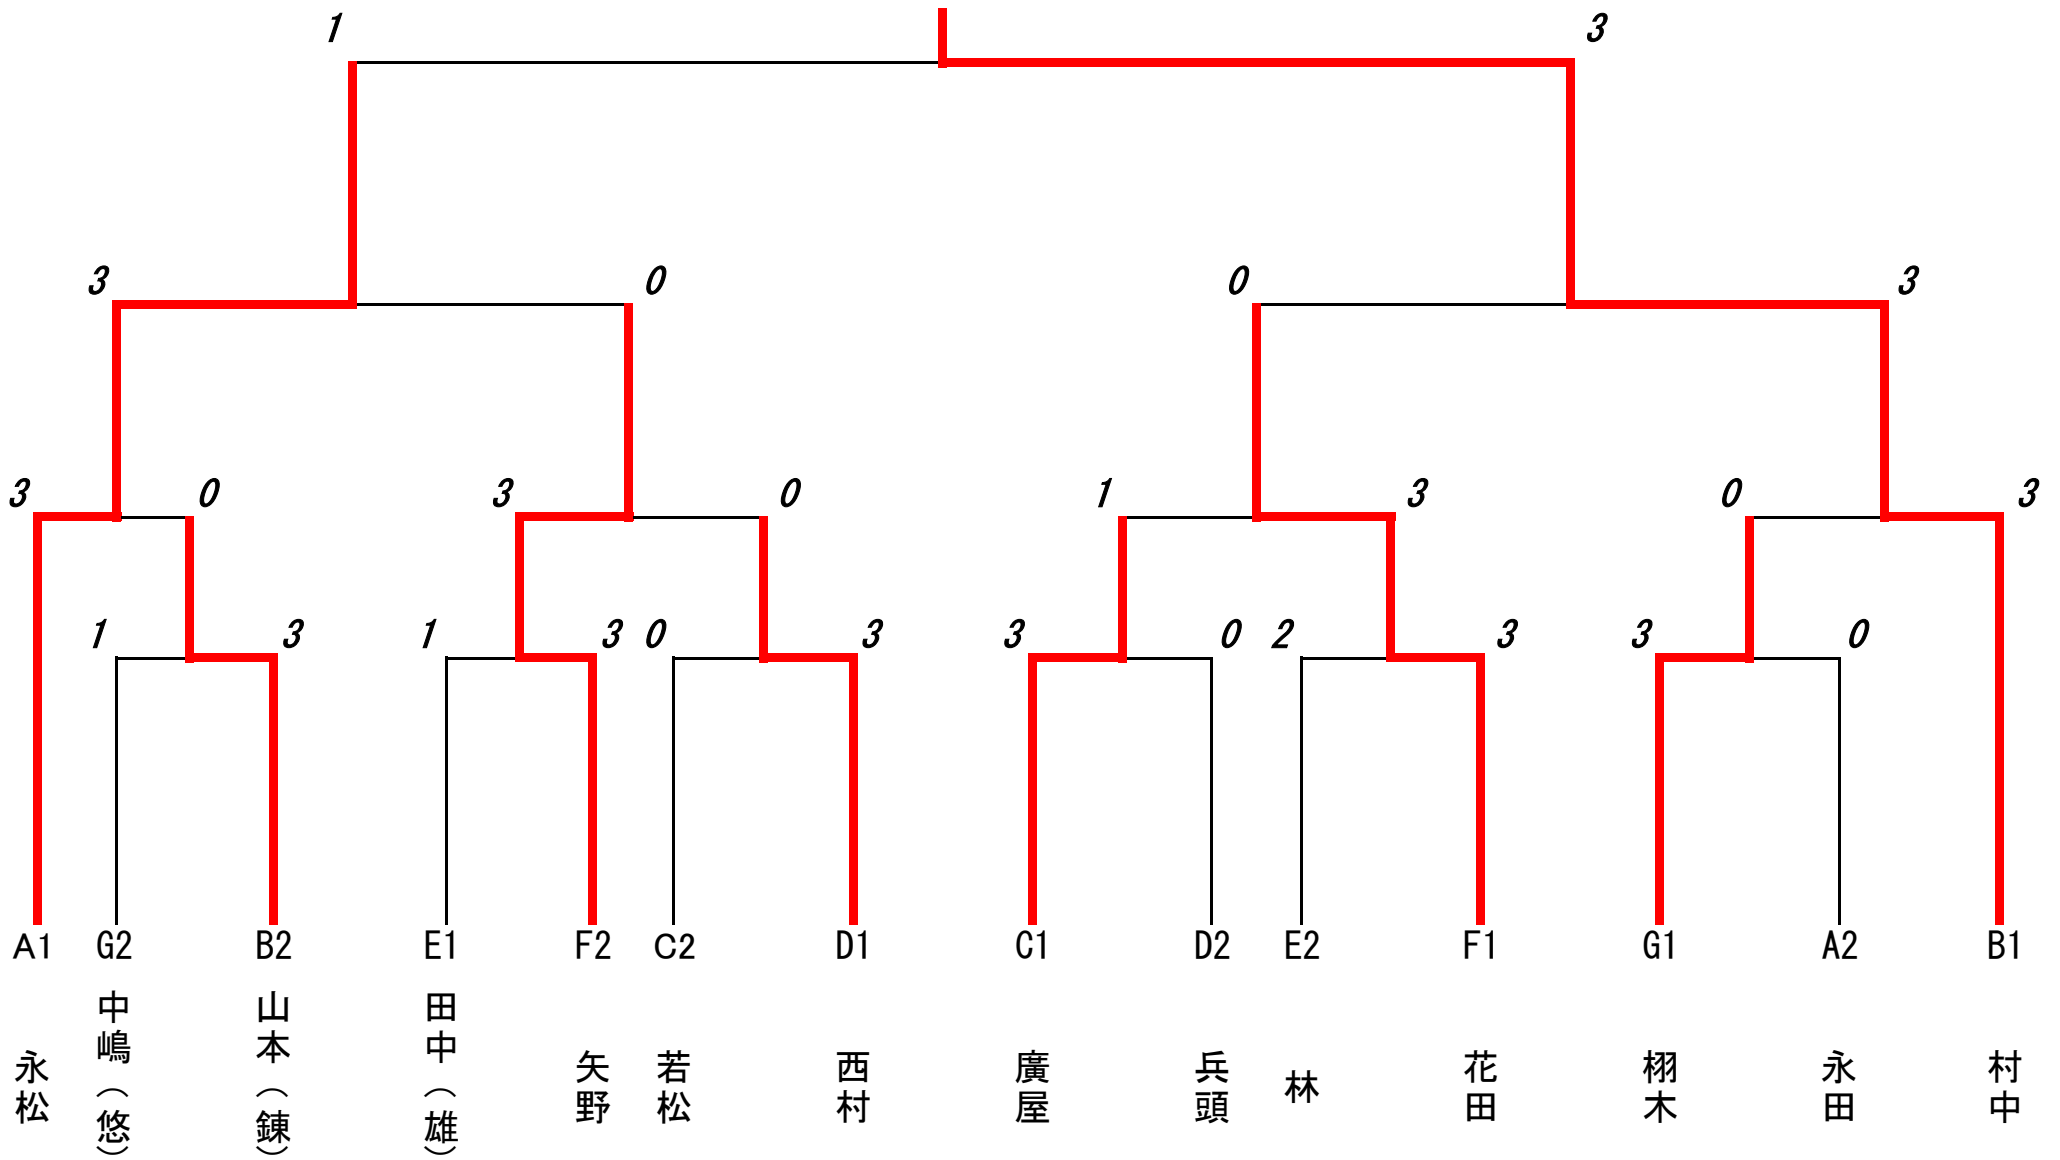 1 3
3 0 0 3
3 0 3 0 1 3 0 3
1 3 1 3 0 3 3 0 2 3 3 0
A1 G2 B2 E1 F2 C2 D1 C1 D2 E2 F1 G1 A2 B1
永松
中嶋（悠）
山本（錬）
田中（雄）
矢野
若松
西村
廣屋
兵頭
林
花田
栩木
永田
村中